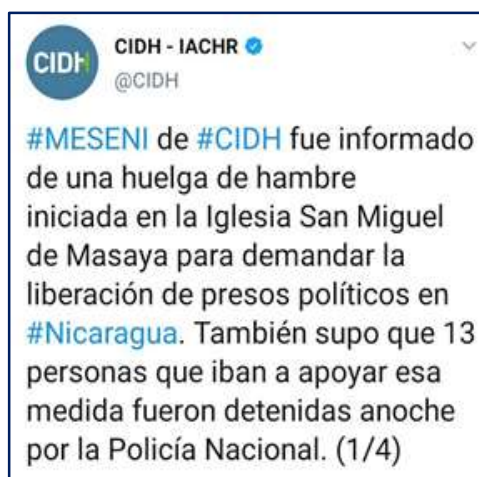 CIDH
CIDH - IACHR
@CIDH
#MESENI de #CIDH fue informado
de una huelga de hambre
iniciada en la Iglesia San Miguel
de Masaya para demandar la
liberación de presos políticos en
#Nicaragua. También supo que 13
personas que iban a apoyar esa
medida fueron detenidas anoche
por la Policía Nacional. (1/4)